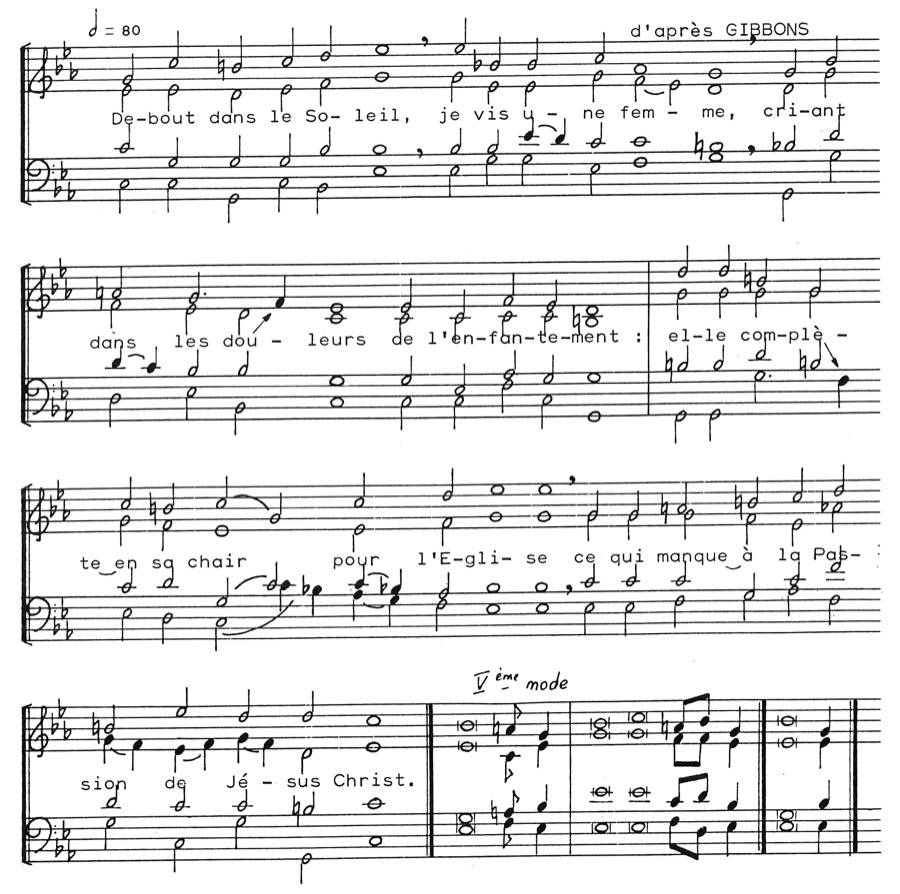 ♩ = 80 d'après GIBBONS
De-bout dans le So- leil, je vis u - ne fem - me, cri-ant
dans les dou - leurs de l'en-fan-te-ment : el-le com-plè -
te en sa chair pour l'E-gli- se ce qui manque à la Pas-
V ème mode
sion de Jé - sus Christ.